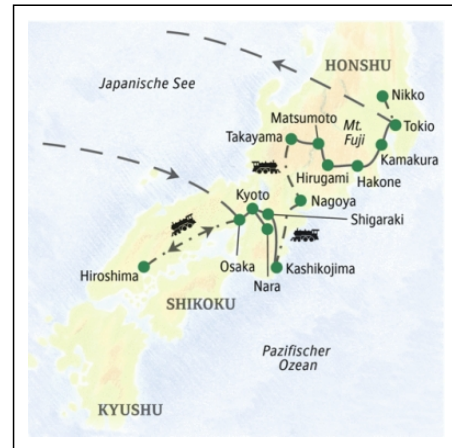 HONSHU
Japanische See
Nikko
Matsumoto
Mt.
Fuji
Tokio
Takayama
Kamakura
Hirugami
Hakone
Kyoto
Nagoya
Shigaraki
Hiroshima
Osaka
Kashikojima
Nara
SHIKOKU
Pazifischer
Ozean
KYUSHU